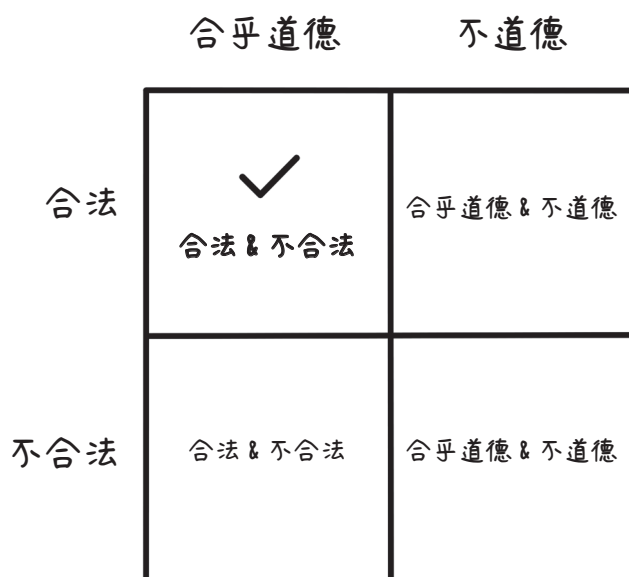 合乎道德 不道德
合法
合法 & 不合法
合乎道德 & 不道德
不合法
合法 & 不合法
合乎道德 & 不道德